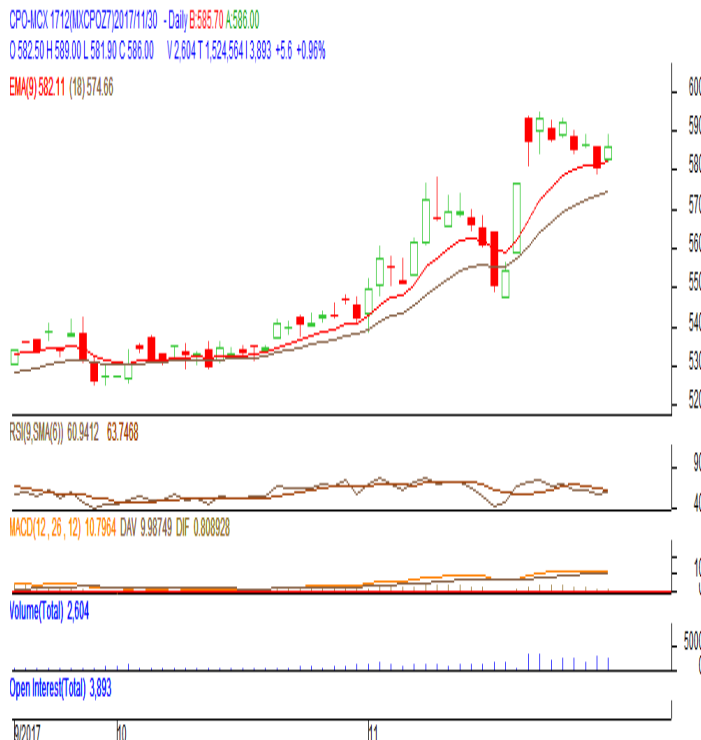 CPO-MCX 1712(MXCPOZ7)2017/11/30 - Daily B:585.70 A:586.00
O 582.50 H 589.00 L 581.90 C 586.00 V 2,604 T 1,524,564 I 3,893 +5.6 +0.96%
EMA(9) 582.11 (18) 574.66
600
590
580
570
560
550
540
530
520
RSI(9,SMA(6)) 60.9412 63.7468
90
40
MACD(12,26,12) 10.7964 DAV 9.98749 DIF 0.808928
10
0
Volume(Total) 2,604
5000
0
Open Interest(Total) 3,893
9/2017 10 11